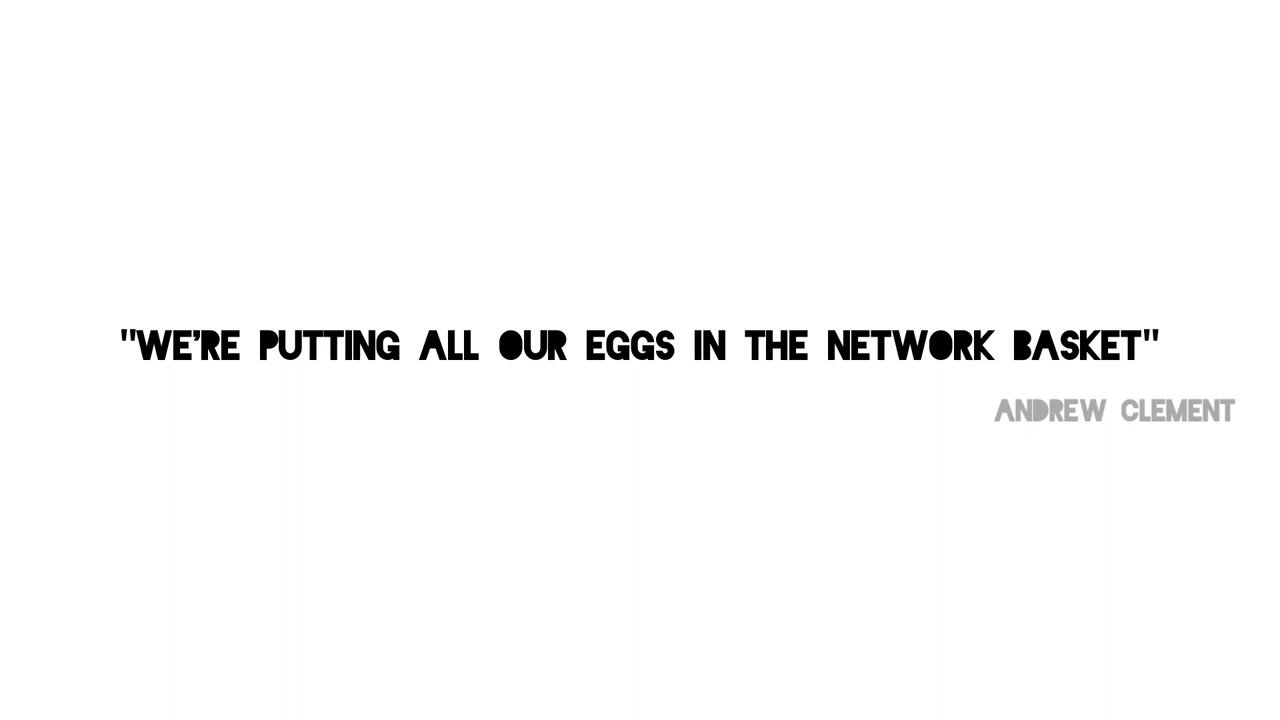 "WE'RE PUTTING ALL OUR EGGS IN THE NETWORK BASKET"
ANDREW CLEMENT